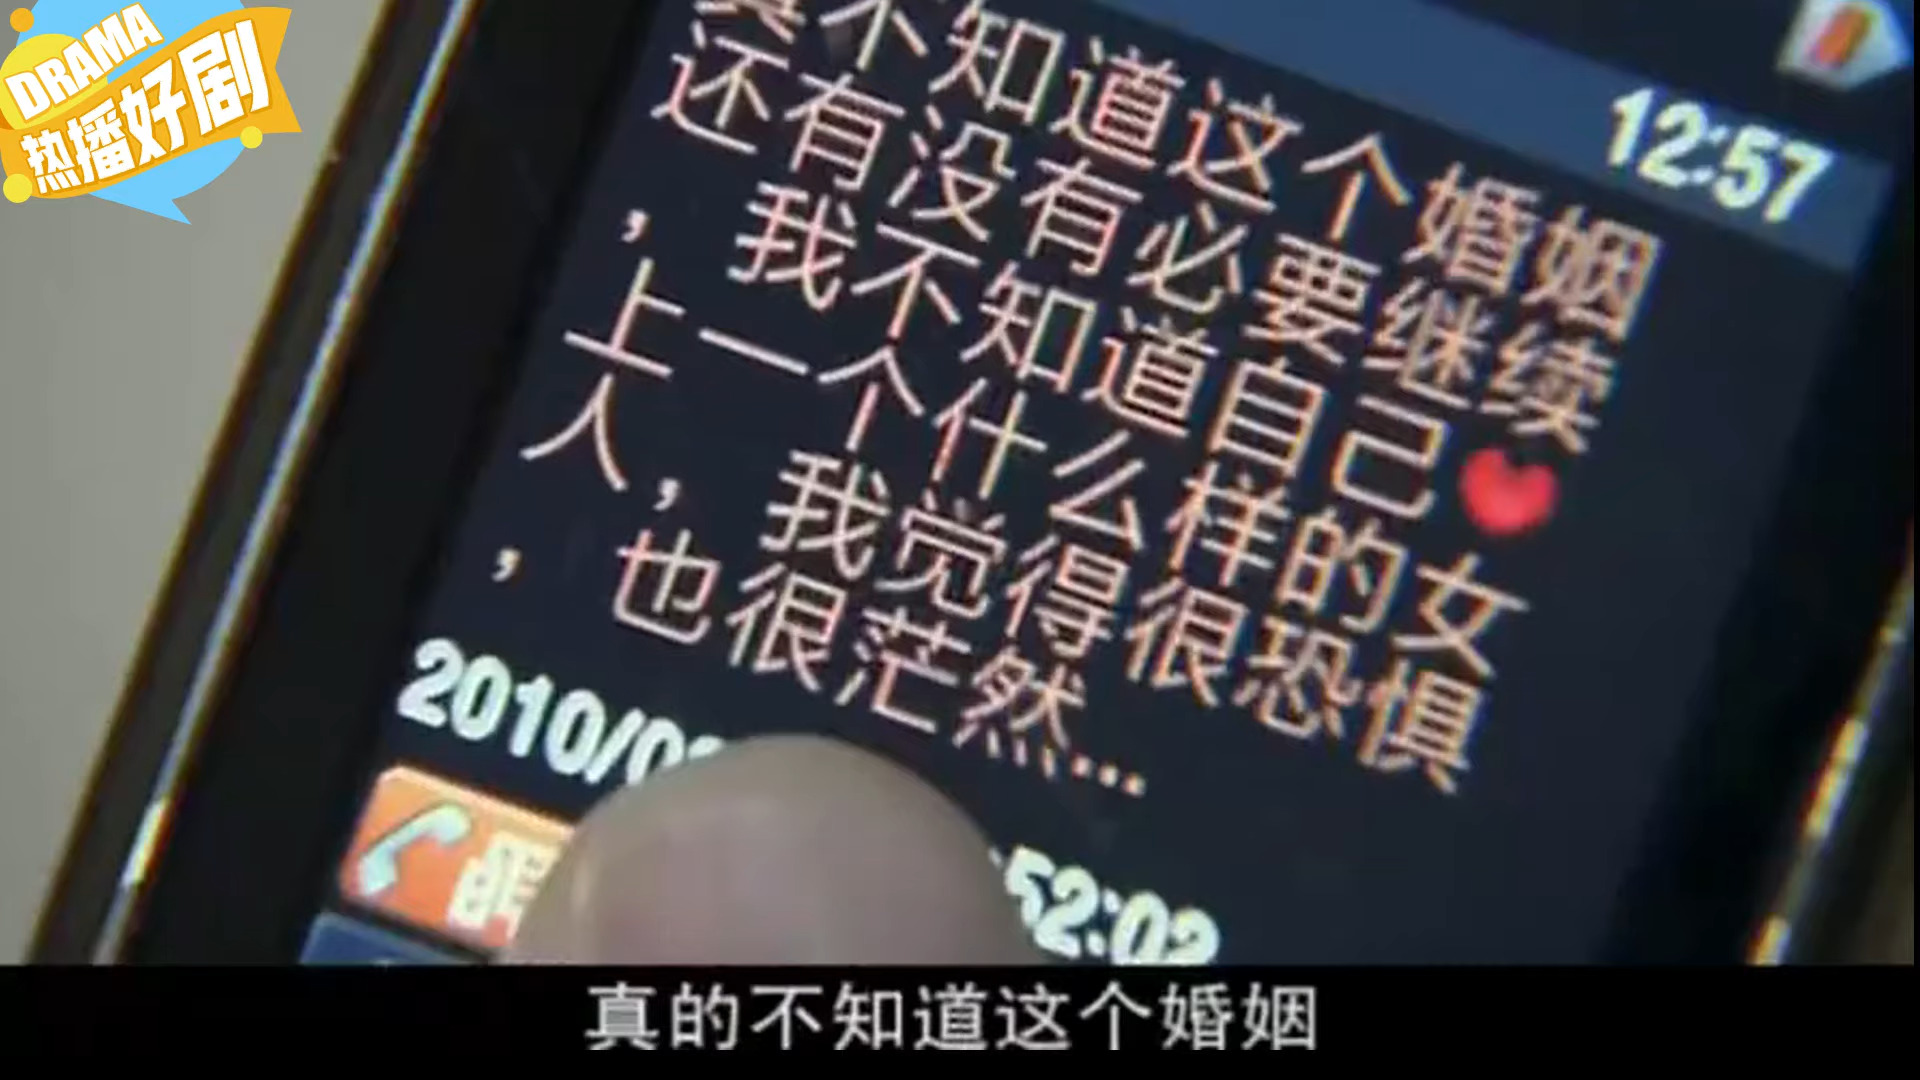 DRAMA
热播好剧
12:57
真不知道这个婚姻
还有没有必要继续
，我不知道自己❤
上一个什么样的女
人，我觉得很恐惧
，也很茫然...
2010/0
52:02
真的不知道这个婚姻